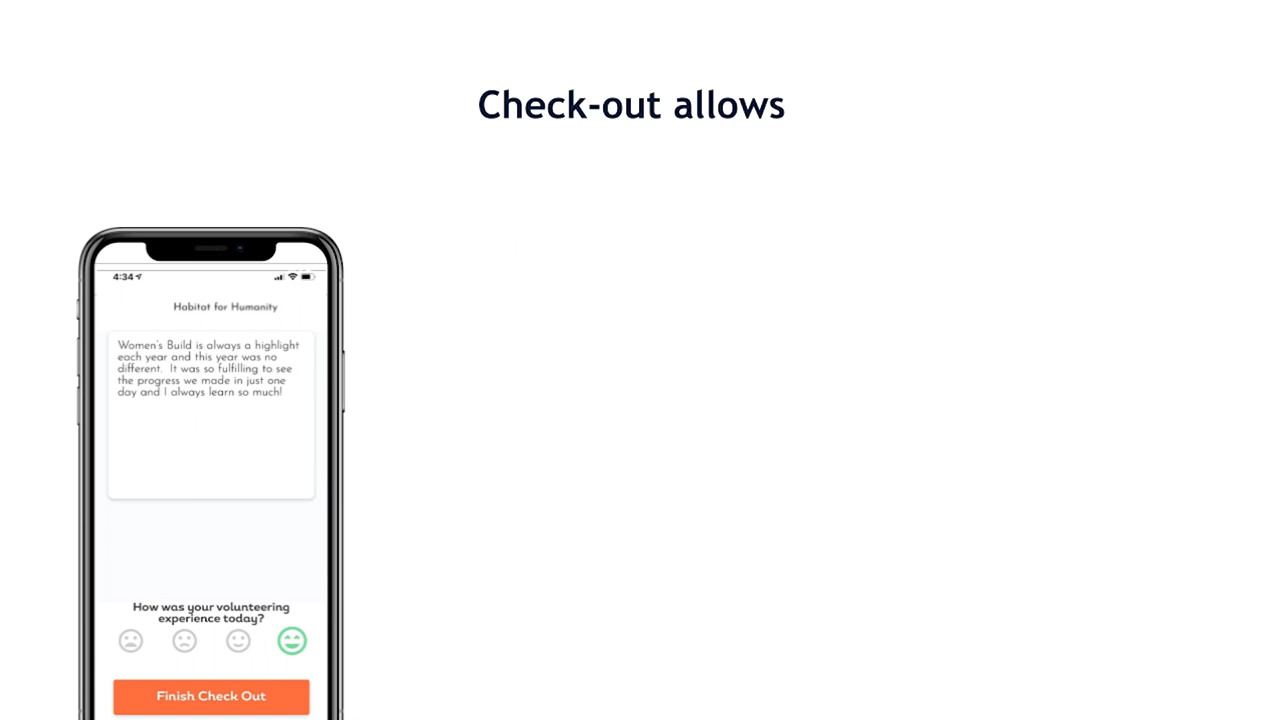 Check-out allows
4:34
Habitat for Humanity
Women's Build is always a highlight
each year and this year was no
different. It was so fulfilling to see
the progress we made in just one
day and I always learn so much!
How was your volunteering
experience today?
Finish Check Out